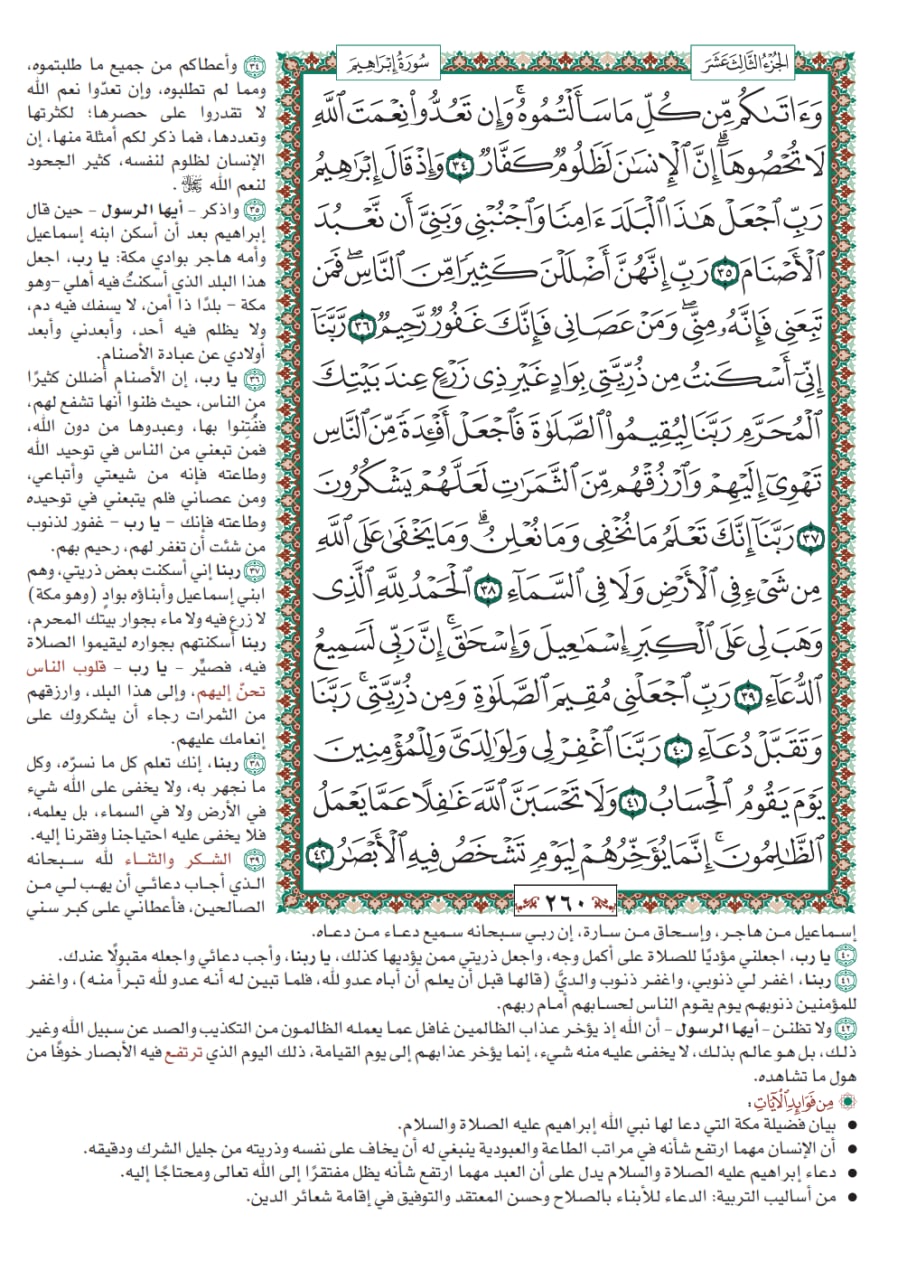 الجزء الثالث عشر
سورة إبراهيم
وَءَاتَىٰكُم مِّن كُلِّ مَا سَأَلْتُمُوهُ ۚ وَإِن تَعُدُّوا۟ نِعْمَتَ ٱللَّهِ
لَا تُحْصُوهَآ ۗ إِنَّ ٱلْإِنسَٰنَ لَظَلُومٌ كَفَّارٌ ٣٤ وَإِذْ قَالَ إِبْرَٰهِيمُ
رَبِّ ٱجْعَلْ هَٰذَا ٱلْبَلَدَ ءَامِنًا وَٱجْنُبْنِى وَبَنِىَّ أَن نَّعْبُدَ
ٱلْأَصْنَامَ ٣٥ رَبِّ إِنَّهُنَّ أَضْلَلْنَ كَثِيرًا مِّنَ ٱلنَّاسِ ۖ فَمَن
تَبِعَنِى فَإِنَّهُۥ مِنِّى ۖ وَمَنْ عَصَانِى فَإِنَّكَ غَفُورٌ رَّحِيمٌ ٣٦ رَّبَّنَآ
إِنِّىٓ أَسْكَنتُ مِن ذُرِّيَّتِى بِوَادٍ غَيْرِ ذِى زَرْعٍ عِندَ بَيْتِكَ
ٱلْمُحَرَّمِ رَبَّنَا لِيُقِيمُوا۟ ٱلصَّلَوٰةَ فَٱجْعَلْ أَفْـِٔدَةً مِّنَ ٱلنَّاسِ
تَهْوِىٓ إِلَيْهِمْ وَٱرْزُقْهُم مِّنَ ٱلثَّمَرَٰتِ لَعَلَّهُمْ يَشْكُرُونَ
٣٧ رَبَّنَآ إِنَّكَ تَعْلَمُ مَا نُخْفِى وَمَا نُعْلِنُ ۗ وَمَا يَخْفَىٰ عَلَى ٱللَّهِ
مِن شَىْءٍ فِى ٱلْأَرْضِ وَلَا فِى ٱلسَّمَآءِ ٣٨ ٱلْحَمْدُ لِلَّهِ ٱلَّذِى
وَهَبَ لِى عَلَى ٱلْكِبَرِ إِسْمَٰعِيلَ وَإِسْحَٰقَ ۚ إِنَّ رَبِّى لَسَمِيعُ
ٱلدُّعَآءِ ٣٩ رَبِّ ٱجْعَلْنِى مُقِيمَ ٱلصَّلَوٰةِ وَمِن ذُرِّيَّتِى ۚ رَبَّنَا
وَتَقَبَّلْ دُعَآءِ ٤٠ رَبَّنَا ٱغْفِرْ لِى وَلِوَٰلِدَىَّ وَلِلْمُؤْمِنِينَ
يَوْمَ يَقُومُ ٱلْحِسَابُ ٤١ وَلَا تَحْسَبَنَّ ٱللَّهَ غَٰفِلًا عَمَّا يَعْمَلُ
ٱلظَّٰلِمُونَ ۚ إِنَّمَا يُؤَخِّرُهُمْ لِيَوْمٍ تَشْخَصُ فِيهِ ٱلْأَبْصَٰرُ ٤٢
٢٦٠
٣٤ وأعطاكم من جميع ما طلبتموه،
ومما لم تطلبوه، وإن تعدّوا نعم الله
لا تقدروا على حصرها؛ لكثرتها
وتعددها، فما ذكر لكم أمثلة منها، إن
الإنسان لظلوم لنفسه، كثير الجحود
لنعم الله ﷻ.
٣٥ واذكر - أيها الرسول - حين قال
إبراهيم بعد أن أسكن ابنه إسماعيل
وأمه هاجر بوادي مكة: يا رب، اجعل
هذا البلد الذي أسكنتُ فيه أهلي -وهو
مكة - بلدًا ذا أمن، لا يسفك فيه دم،
ولا يظلم فيه أحد، وأبعدني وأبعد
أولادي عن عبادة الأصنام.
٣٦ يا رب، إن الأصنام أضللن كثيرًا
من الناس، حيث ظنوا أنها تشفع لهم،
ففُتِنوا بها، وعبدوها من دون الله،
فمن تبعني من الناس في توحيد الله
وطاعته فإنه من شيعتي وأتباعي،
ومن عصاني فلم يتبعني في توحيده
وطاعته فإنك - يا رب - غفور لذنوب
من شئت أن تغفر لهم، رحيم بهم.
٣٧ ربنا إني أسكنت بعض ذريتي، وهم
ابني إسماعيل وأبناؤه بوادٍ (وهو مكة)
لا زرع فيه ولا ماء بجوار بيتك المحرم،
ربنا أسكنتهم بجواره ليقيموا الصلاة
فيه، فصيِّر - يا رب - قلوب الناس
تحنّ إليهم، وإلى هذا البلد، وارزقهم
من الثمرات رجاء أن يشكروك على
إنعامك عليهم.
٣٨ ربنا، إنك تعلم كل ما نسرّه، وكل
ما نجهر به، ولا يخفى على الله شيء
في الأرض ولا في السماء، بل يعلمه،
فلا يخفى عليه احتياجنا وفقرنا إليه.
٣٩ الشكر والثناء لله سبحانه
الذي أجاب دعائي أن يهب لي من
الصالحين، فأعطاني على كبر سني
إسماعيل من هاجر، وإسحاق من سارة، إن ربي سبحانه سميع دعاء من دعاه.
٤٠ يا رب، اجعلني مؤديًا للصلاة على أكمل وجه، واجعل ذريتي ممن يؤديها كذلك، يا ربنا، وأجب دعائي واجعله مقبولًا عندك.
٤١ ربنا، اغفر لي ذنوبي، واغفر ذنوب والديَّ (قالها قبل أن يعلم أن أباه عدو لله، فلما تبين له أنه عدو لله تبرأ منه)، واغفر
للمؤمنين ذنوبهم يوم يقوم الناس لحسابهم أمام ربهم.
٤٢ ولا تظنن - أيها الرسول - أن الله إذ يؤخر عذاب الظالمين غافل عما يعمله الظالمون من التكذيب والصد عن سبيل الله وغير
ذلك، بل هو عالم بذلك، لا يخفى عليه منه شيء، إنما يؤخر عذابهم إلى يوم القيامة، ذلك اليوم الذي ترتفع فيه الأبصار خوفًا من
هول ما تشاهده.
من فوائد الآيات:
● بيان فضيلة مكة التي دعا لها نبي الله إبراهيم عليه الصلاة والسلام.
● أن الإنسان مهما ارتفع شأنه في مراتب الطاعة والعبودية ينبغي له أن يخاف على نفسه وذريته من جليل الشرك ودقيقه.
● دعاء إبراهيم عليه الصلاة والسلام يدل على أن العبد مهما ارتفع شأنه يظل مفتقرًا إلى الله تعالى ومحتاجًا إليه.
● من أساليب التربية: الدعاء للأبناء بالصلاح وحسن المعتقد والتوفيق في إقامة شعائر الدين.